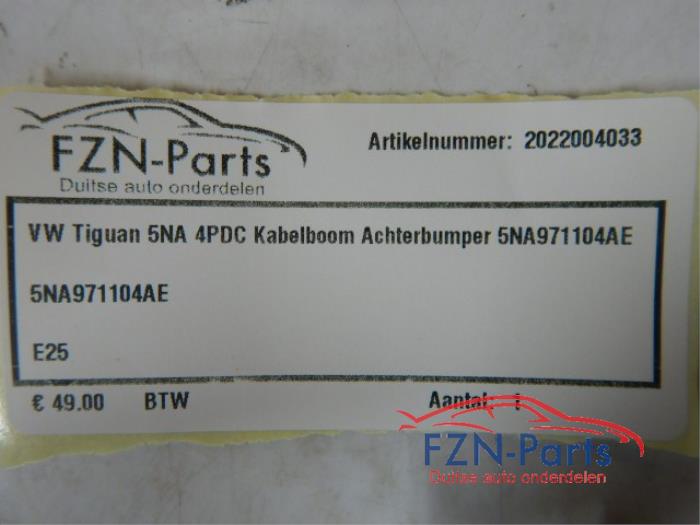 FZN-Parts
Duitse auto onderdelen
Artikelnummer: 2022004033
VW Tiguan 5NA 4PDC Kabelboom Achterbumper 5NA971104AE
5NA971104AE
E25
€ 49.00 BTW Aantal: 1
FZN-Parts
Duitse auto onderdelen